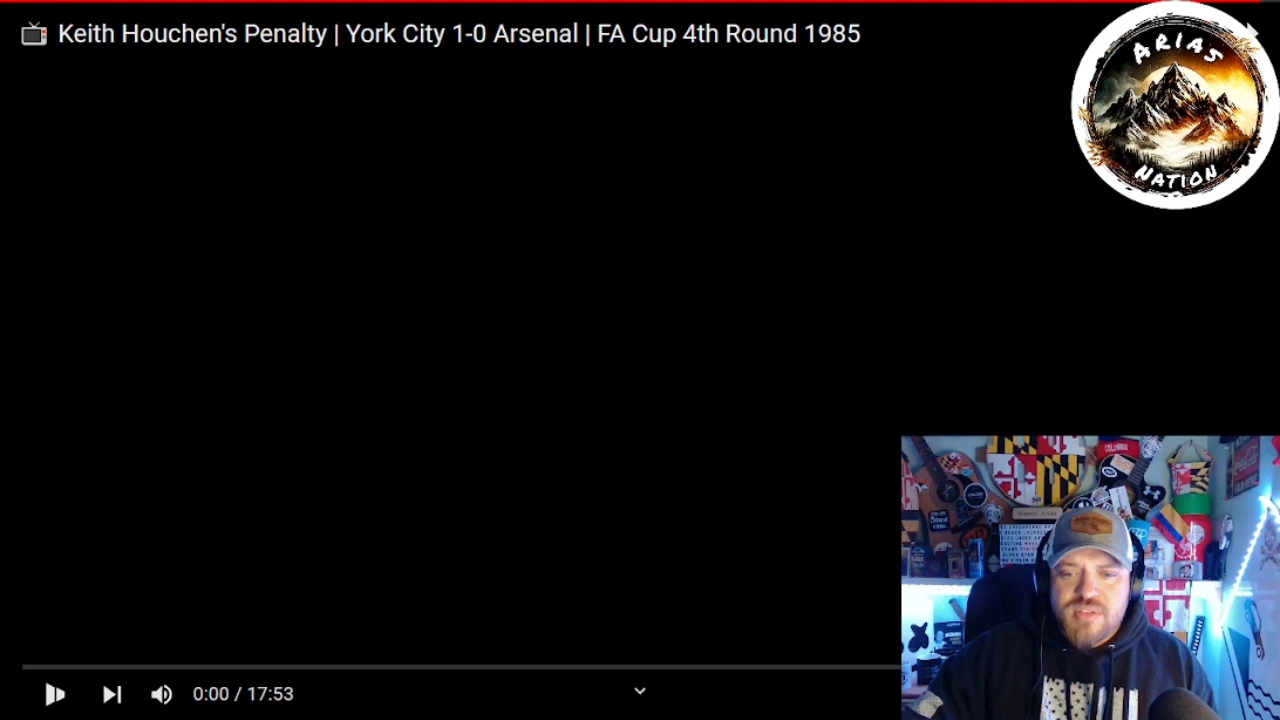 Keith Houchen's Penalty | York City 1-0 Arsenal | FA Cup 4th Round 1985
ARIAS
NATION
COLOMBIA
0:00 / 17:53